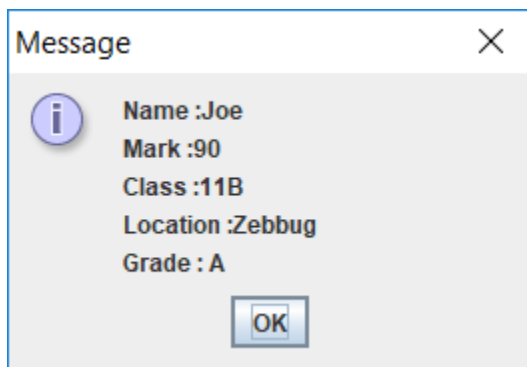 Message
Name :Joe
Mark :90
Class :11B
Location :Zebbug
Grade : A
OK